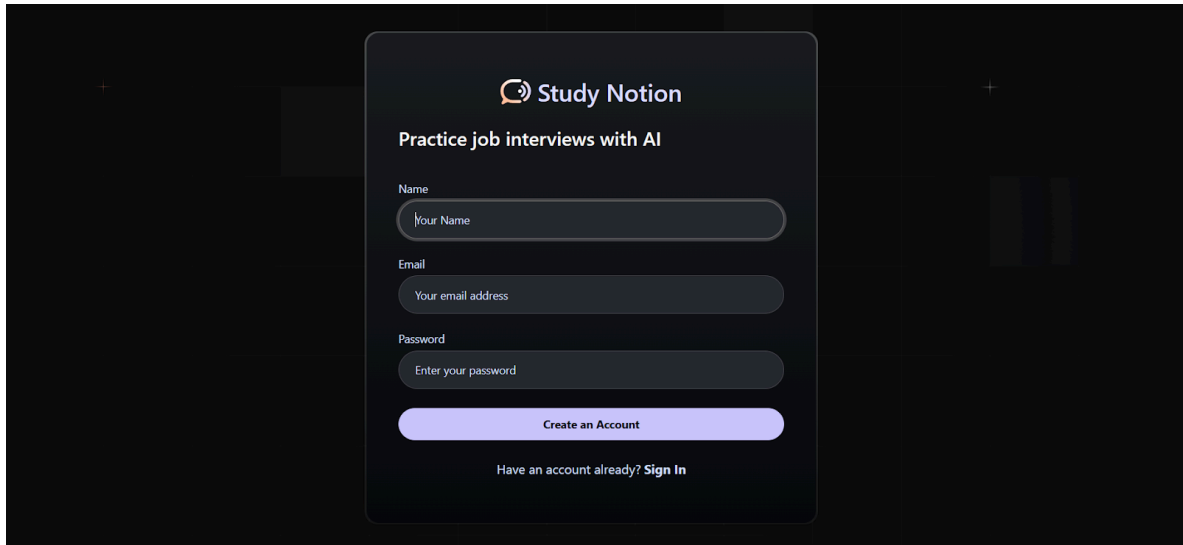 Study Notion
Practice job interviews with AI
Name
Your Name
Email
Your email address
Password
Enter your password
Create an Account
Have an account already? Sign In